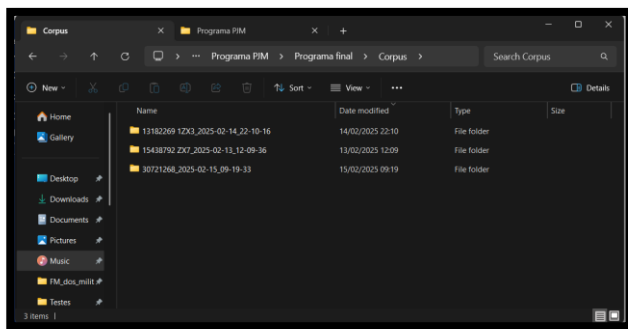 Corpus
Programa PJM
Programa PJM > Programa final > Corpus >
Search Corpus
New
Sort
View
Details
Name
Date modified
Type
Size
Home
Gallery
Desktop
Downloads
Documents
Pictures
Music
FM_dos_milit
Testes
13182269 1ZX3_2025-02-14_22-10-16 14/02/2025 22:10 File folder
15438792 ZX7_2025-02-13_12-09-36 13/02/2025 12:09 File folder
30721268_2025-02-15_09-19-33 15/02/2025 09:19 File folder
3 items